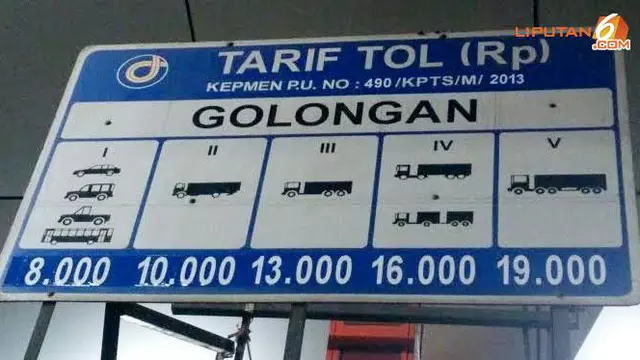 LIPUTAN 6 .COM
TARIF TOL (Rp)
KEPMEN P.U. NO : 490/KPTS/M/ 2013
GOLONGAN
I II III IV V
8.000 10.000 13.000 16.000 19.000